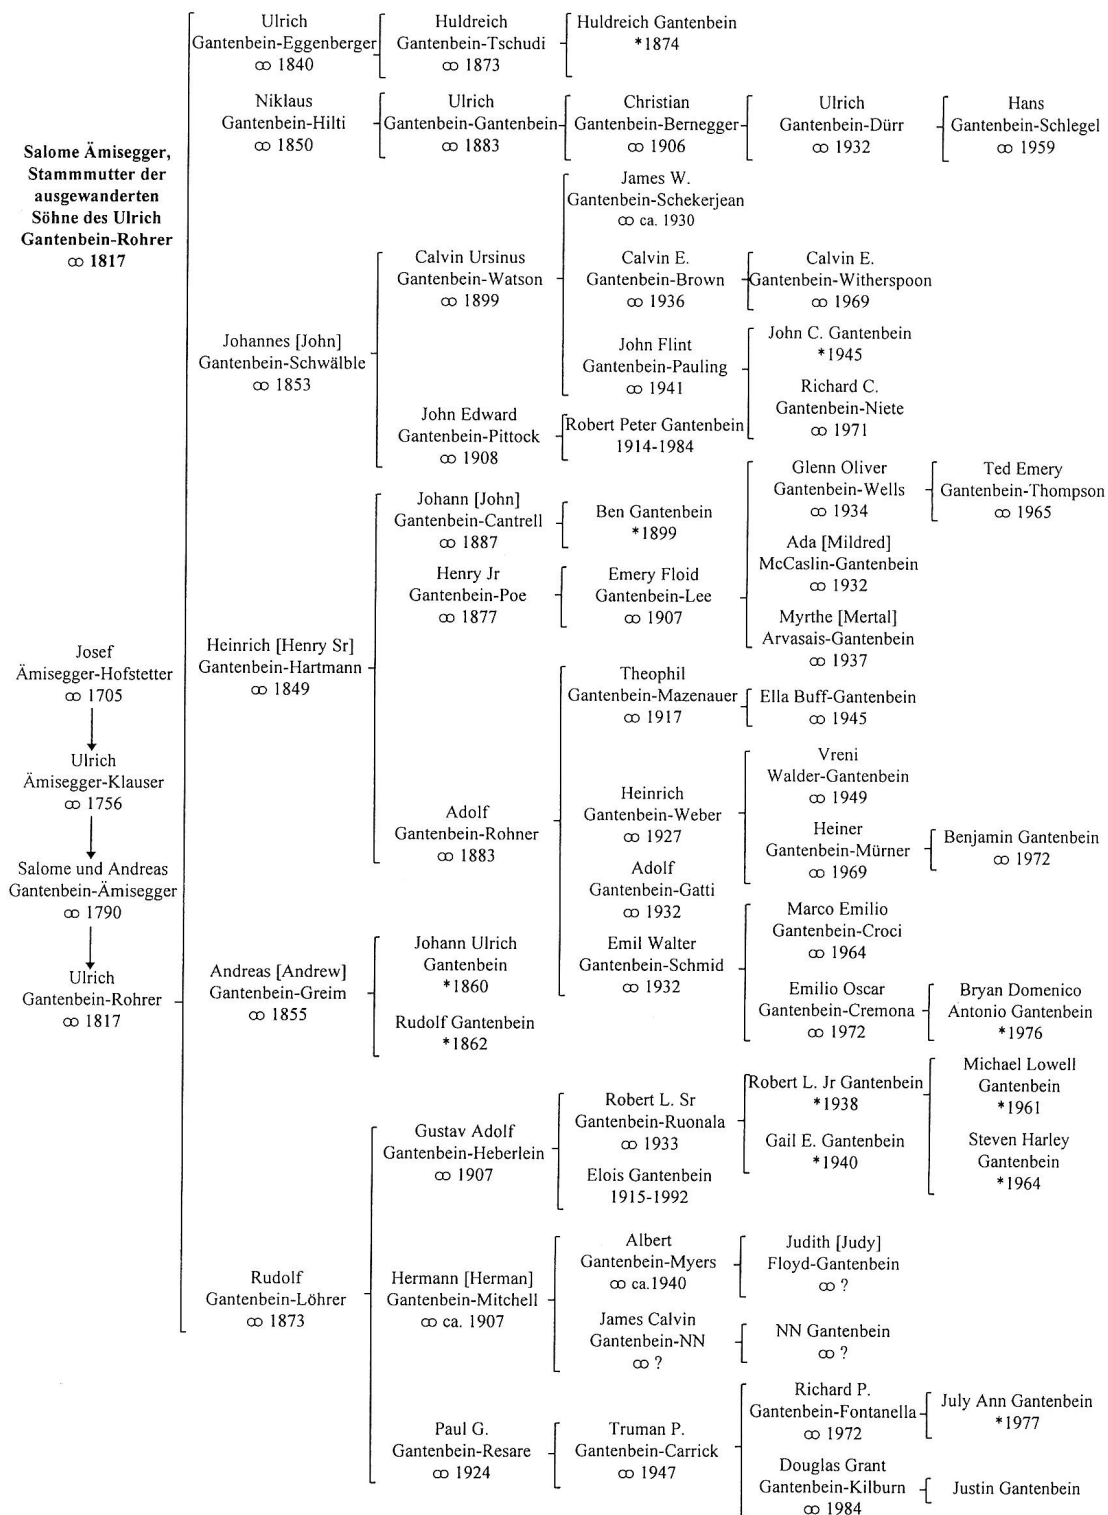 Salome Ämisegger,
Stammmutter der
ausgewanderten
Söhne des Ulrich
Gantenbein-Rohrer
∞ 1817
Josef
Ämisegger-Hofstetter
∞ 1705
Ulrich
Ämisegger-Klauser
∞ 1756
Salome und Andreas
Gantenbein-Ämisegger
∞ 1790
Ulrich
Gantenbein-Rohrer
∞ 1817
Ulrich
Gantenbein-Eggenberger
∞ 1840
Niklaus
Gantenbein-Hilti
∞ 1850
Johannes [John]
Gantenbein-Schwälble
∞ 1853
Heinrich [Henry Sr]
Gantenbein-Hartmann
∞ 1849
Andreas [Andrew]
Gantenbein-Greim
∞ 1855
Rudolf
Gantenbein-Löhrer
∞ 1873
Huldreich
Gantenbein-Tschudi
∞ 1873
Ulrich
Gantenbein-Gantenbein
∞ 1883
Calvin Ursinus
Gantenbein-Watson
∞ 1899
John Edward
Gantenbein-Pittock
∞ 1908
Johann [John]
Gantenbein-Cantrell
∞ 1887
Henry Jr
Gantenbein-Poe
∞ 1877
Adolf
Gantenbein-Rohner
∞ 1883
Johann Ulrich
Gantenbein
*1860
Rudolf Gantenbein
*1862
Gustav Adolf
Gantenbein-Heberlein
∞ 1907
Hermann [Herman]
Gantenbein-Mitchell
∞ ca. 1907
Paul G.
Gantenbein-Resare
∞ 1924
Huldreich Gantenbein
*1874
Christian
Gantenbein-Bernegger
∞ 1906
James W.
Gantenbein-Schekerjean
∞ ca. 1930
Calvin E.
Gantenbein-Brown
∞ 1936
John Flint
Gantenbein-Pauling
∞ 1941
Robert Peter Gantenbein
1914-1984
Ben Gantenbein
*1899
Emery Floid
Gantenbein-Lee
∞ 1907
Theophil
Gantenbein-Mazenauer
∞ 1917
Heinrich
Gantenbein-Weber
∞ 1927
Adolf
Gantenbein-Gatti
∞ 1932
Emil Walter
Gantenbein-Schmid
∞ 1932
Robert L. Sr
Gantenbein-Ruonala
∞ 1933
Elois Gantenbein
1915-1992
Albert
Gantenbein-Myers
∞ ca.1940
James Calvin
Gantenbein-NN
∞ ?
Truman P.
Gantenbein-Carrick
∞ 1947
Ulrich
Gantenbein-Dürr
∞ 1932
Calvin E.
Gantenbein-Witherspoon
∞ 1969
John C. Gantenbein
*1945
Richard C.
Gantenbein-Niete
∞ 1971
Glenn Oliver
Gantenbein-Wells
∞ 1934
Ada [Mildred]
McCaslin-Gantenbein
∞ 1932
Myrthe [Mertal]
Arvasais-Gantenbein
∞ 1937
Ella Buff-Gantenbein
∞ 1945
Vreni
Walder-Gantenbein
∞ 1949
Heiner
Gantenbein-Mürner
∞ 1969
Marco Emilio
Gantenbein-Croci
∞ 1964
Emilio Oscar
Gantenbein-Cremona
∞ 1972
Robert L. Jr Gantenbein
*1938
Gail E. Gantenbein
*1940
Judith [Judy]
Floyd-Gantenbein
∞ ?
NN Gantenbein
∞ ?
Richard P.
Gantenbein-Fontanella
∞ 1972
Douglas Grant
Gantenbein-Kilburn
∞ 1984
Hans
Gantenbein-Schlegel
∞ 1959
Ted Emery
Gantenbein-Thompson
∞ 1965
Benjamin Gantenbein
∞ 1972
Bryan Domenico
Antonio Gantenbein
*1976
Michael Lowell
Gantenbein
*1961
Steven Harley
Gantenbein
*1964
July Ann Gantenbein
*1977
Justin Gantenbein